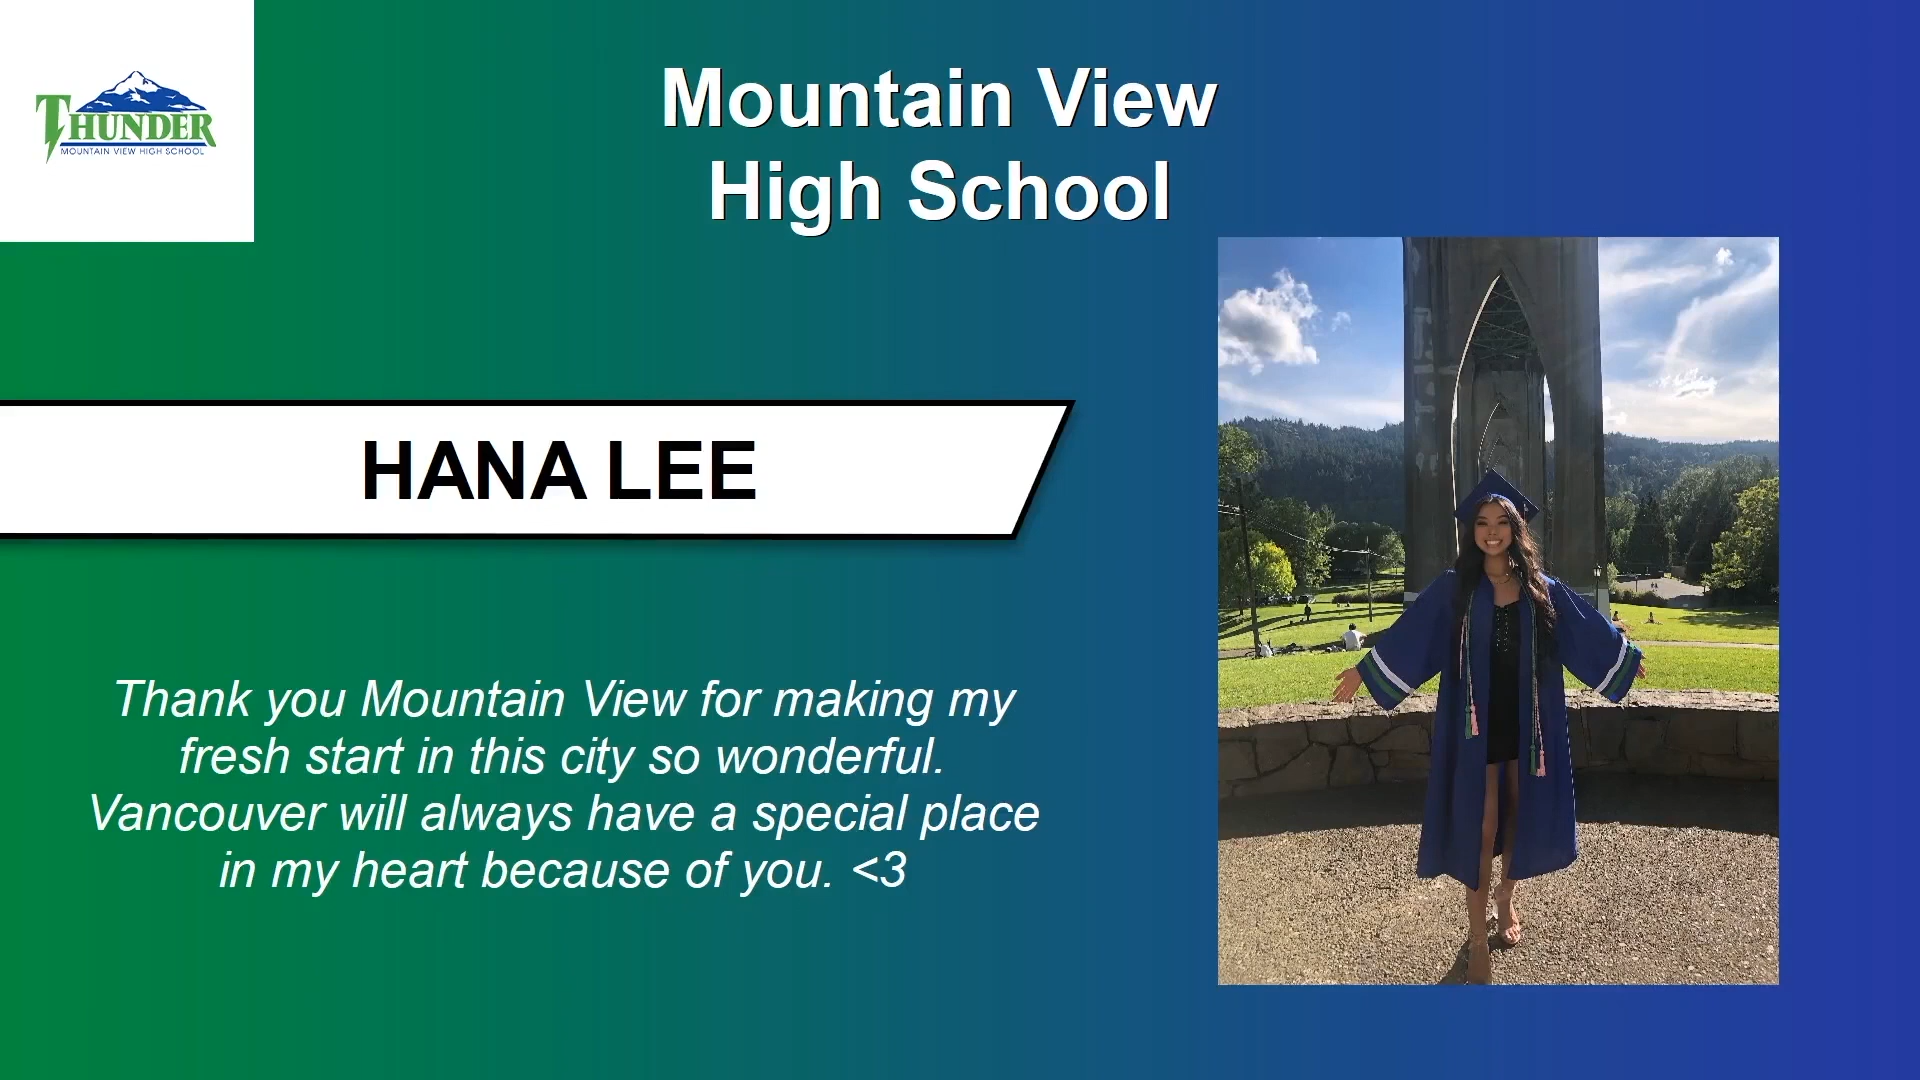 THUNDER
MOUNTAIN VIEW HIGH SCHOOL
Mountain View
High School
HANA LEE
Thank you Mountain View for making my
fresh start in this city so wonderful.
Vancouver will always have a special place
in my heart because of you. <3